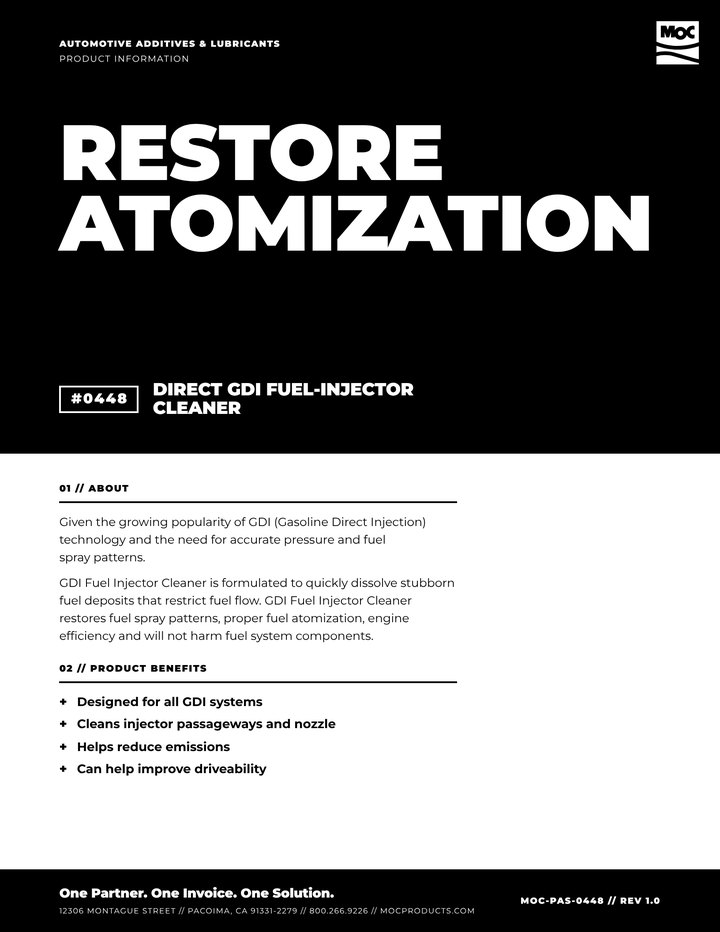 AUTOMOTIVE ADDITIVES & LUBRICANTS
PRODUCT INFORMATION
MOC
RESTORE
ATOMIZATION
#0448
DIRECT GDI FUEL-INJECTOR
CLEANER
01 // ABOUT
Given the growing popularity of GDI (Gasoline Direct Injection)
technology and the need for accurate pressure and fuel
spray patterns.
GDI Fuel Injector Cleaner is formulated to quickly dissolve stubborn
fuel deposits that restrict fuel flow. GDI Fuel Injector Cleaner
restores fuel spray patterns, proper fuel atomization, engine
efficiency and will not harm fuel system components.
02 // PRODUCT BENEFITS
+ Designed for all GDI systems
+ Cleans injector passageways and nozzle
+ Helps reduce emissions
+ Can help improve driveability
One Partner. One Invoice. One Solution.
12306 MONTAGUE STREET // PACOIMA, CA 91331-2279 // 800.266.9226 // MOCPRODUCTS.COM
MOC-PAS-0448 // REV 1.0